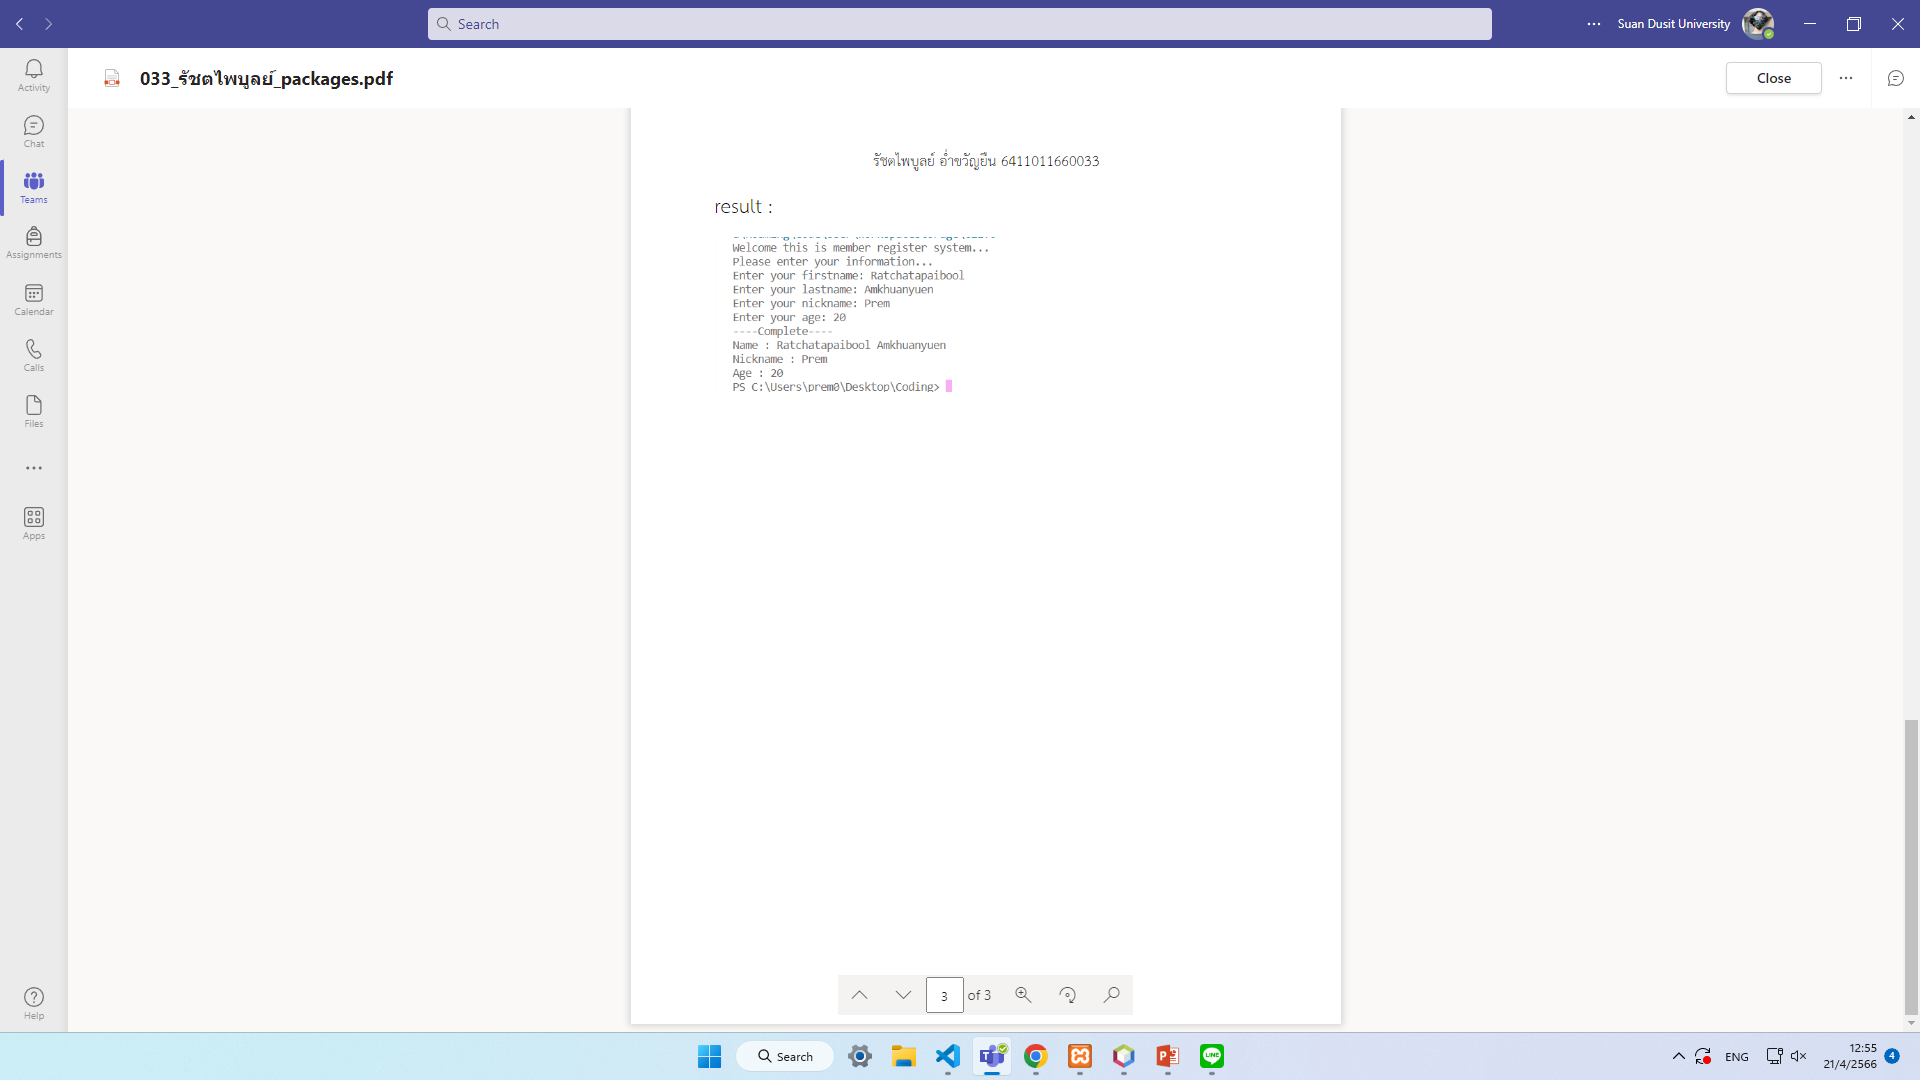 Search
Suan Dusit University
Activity
Chat
Teams
Assignments
Calendar
Calls
Files
Apps
Help
033_รัชตไพบูลย์_packages.pdf
Close
รัชตไพบูลย์ อ่ำขวัญยืน 6411011660033
result :
Welcome this is member register system...
Please enter your information...
Enter your firstname: Ratchatapaibool
Enter your lastname: Amkhuanyuen
Enter your nickname: Prem
Enter your age: 20
----Complete----
Name : Ratchatapaibool Amkhuanyuen
Nickname : Prem
Age : 20
PS C:\Users\prem0\Desktop\Coding>
3 of 3
Search
ENG
12:55
21/4/2566
4